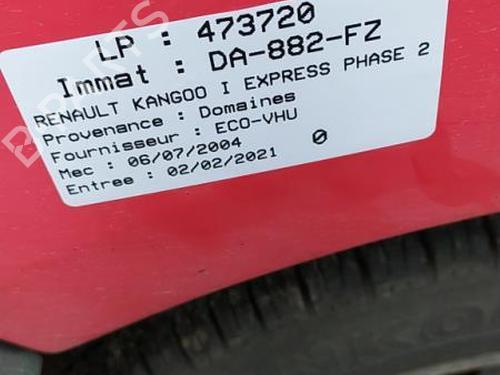 LP : 473720
Immat : DA-882-FZ
RENAULT KANGOO I EXPRESS PHASE 2
Provenance : Domaines
Fournisseur : ECO-VHU
Mec : 06/07/2004 0
Entree : 02/02/2021